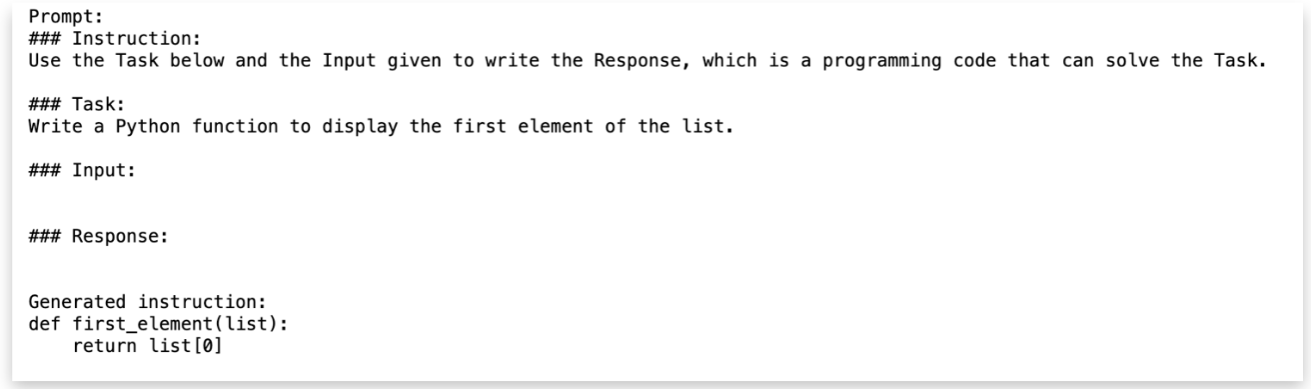 Prompt:
### Instruction:
Use the Task below and the Input given to write the Response, which is a programming code that can solve the Task.
### Task:
Write a Python function to display the first element of the list.
### Input:
### Response:
Generated instruction:
def first_element(list):
    return list[0]